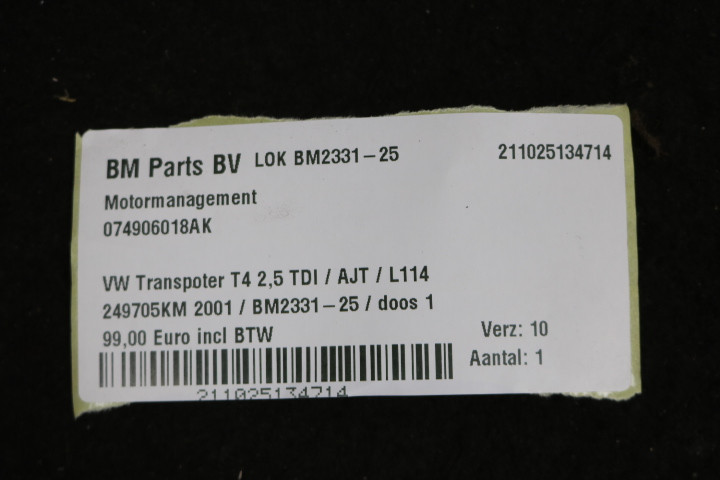 BM Parts BV LOK BM2331-25 211025134714
Motormanagement
074906018AK
VW Transpoter T4 2,5 TDI / AJT / L114
249705KM 2001 / BM2331-25 / doos 1
99,00 Euro incl BTW Verz: 10
Aantal: 1
211025134714